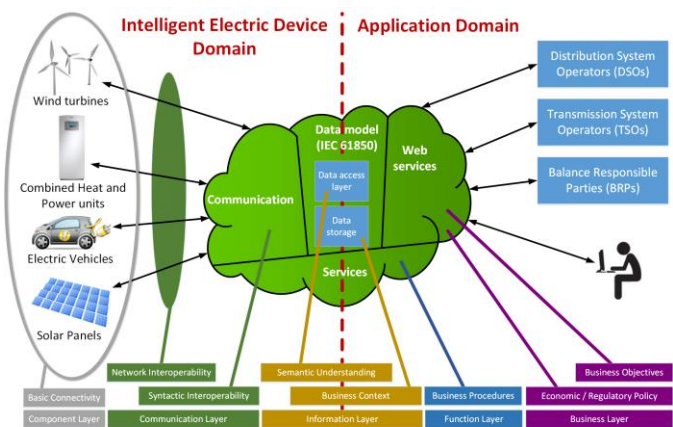 Intelligent Electric Device
Domain
Application Domain
Wind turbines
Combined Heat and
Power units
Electric Vehicles
Solar Panels
Communication
Data model
(IEC 61850)
Data access
layer
Data
storage
Web
services
Services
Distribution System
Operators (DSOs)
Transmission System
Operators (TSOs)
Balance Responsible
Parties (BRPs)
Network Interoperability
Semantic Understanding
Business Objectives
Basic Connectivity
Syntactic Interoperability
Business Context
Business Procedures
Economic / Regulatory Policy
Component Layer
Communication Layer
Information Layer
Function Layer
Business Layer